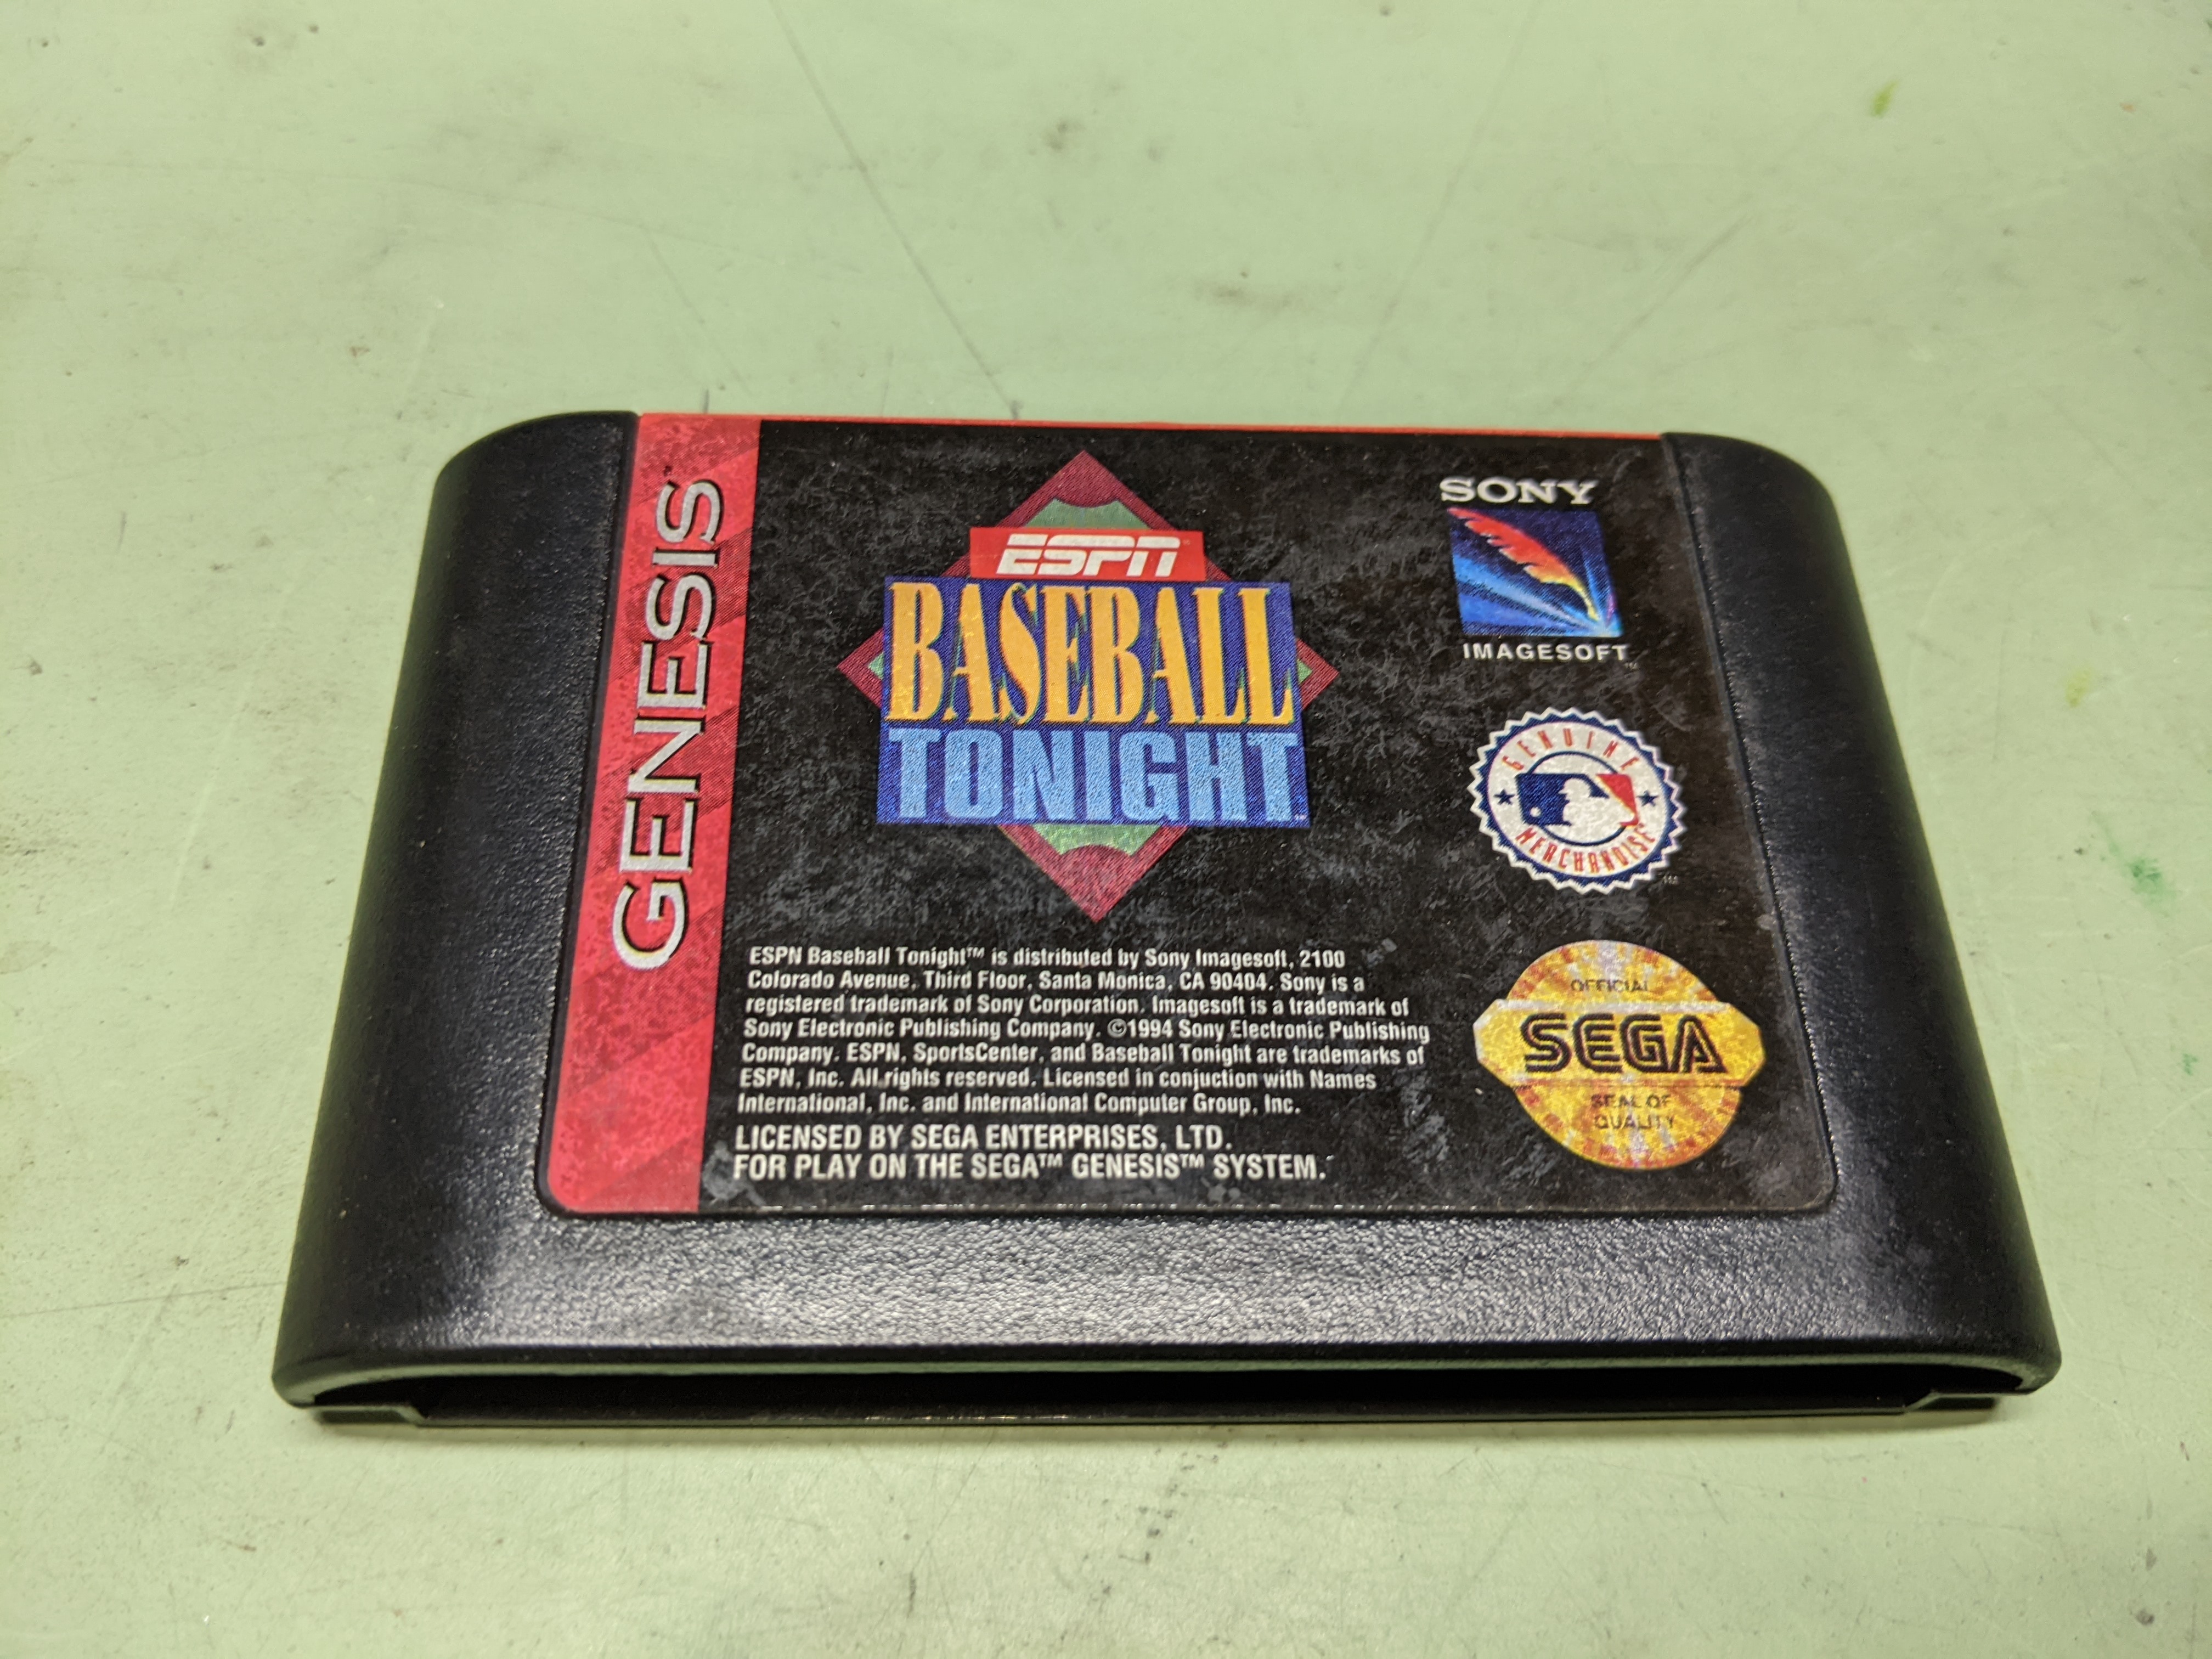 GENESIS™
ESPN
BASEBALL
TONIGHT™
SONY
IMAGESOFT™
GENUINE
MERCHANDISE
™
ESPN Baseball Tonight™ is distributed by Sony Imagesoft, 2100
Colorado Avenue, Third Floor, Santa Monica, CA 90404. Sony is a
registered trademark of Sony Corporation. Imagesoft is a trademark of
Sony Electronic Publishing Company. ©1994 Sony Electronic Publishing
Company. ESPN, SportsCenter, and Baseball Tonight are trademarks of
ESPN, Inc. All rights reserved. Licensed in conjuction with Names
International, Inc. and International Computer Group, Inc.
LICENSED BY SEGA ENTERPRISES, LTD.
FOR PLAY ON THE SEGA™ GENESIS™ SYSTEM.
OFFICIAL
SEGA
SEAL OF
QUALITY